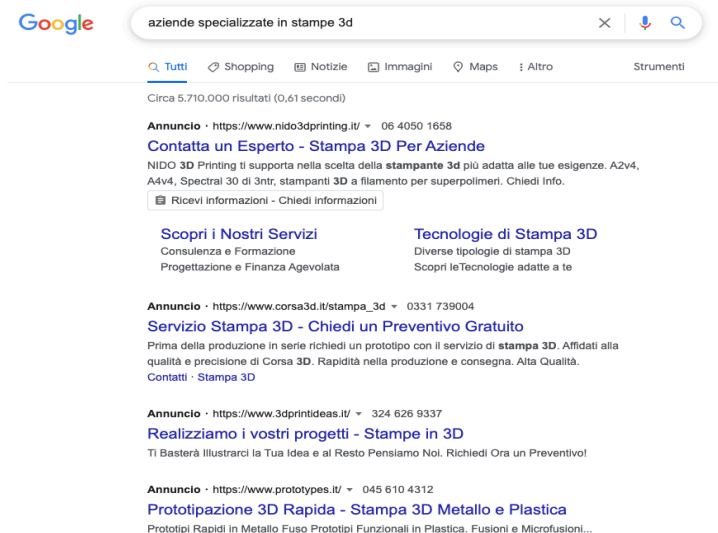 Google
aziende specializzate in stampe 3d
Tutti Shopping Notizie Immagini Maps Altro Strumenti
Circa 5.710.000 risultati (0,61 secondi)
Annuncio · https://www.nido3dprinting.it/ 06 4050 1658
Contatta un Esperto - Stampa 3D Per Aziende
NIDO 3D Printing ti supporta nella scelta della stampante 3d più adatta alle tue esigenze. A2v4,
A4v4, Spectral 30 di 3ntr, stampanti 3D a filamento per superpolimeri. Chiedi Info.
Ricevi informazioni - Chiedi informazioni
Scopri i Nostri Servizi
Consulenza e Formazione
Progettazione e Finanza Agevolata
Tecnologie di Stampa 3D
Diverse tipologie di stampa 3D
Scopri leTecnologie adatte a te
Annuncio · https://www.corsa3d.it/stampa_3d 0331 739004
Servizio Stampa 3D - Chiedi un Preventivo Gratuito
Prima della produzione in serie richiedi un prototipo con il servizio di stampa 3D. Affidati alla
qualità e precisione di Corsa 3D. Rapidità nella produzione e consegna. Alta Qualità.
Contatti · Stampa 3D
Annuncio · https://www.3dprintideas.it/ 324 626 9337
Realizziamo i vostri progetti - Stampe in 3D
Ti Basterà Illustrarci la Tua Idea e al Resto Pensiamo Noi. Richiedi Ora un Preventivo!
Annuncio · https://www.prototypes.it/ 045 610 4312
Prototipazione 3D Rapida - Stampa 3D Metallo e Plastica
Prototipi Rapidi in Metallo Fuso Prototipi Funzionali in Plastica. Fusioni e Microfusioni...